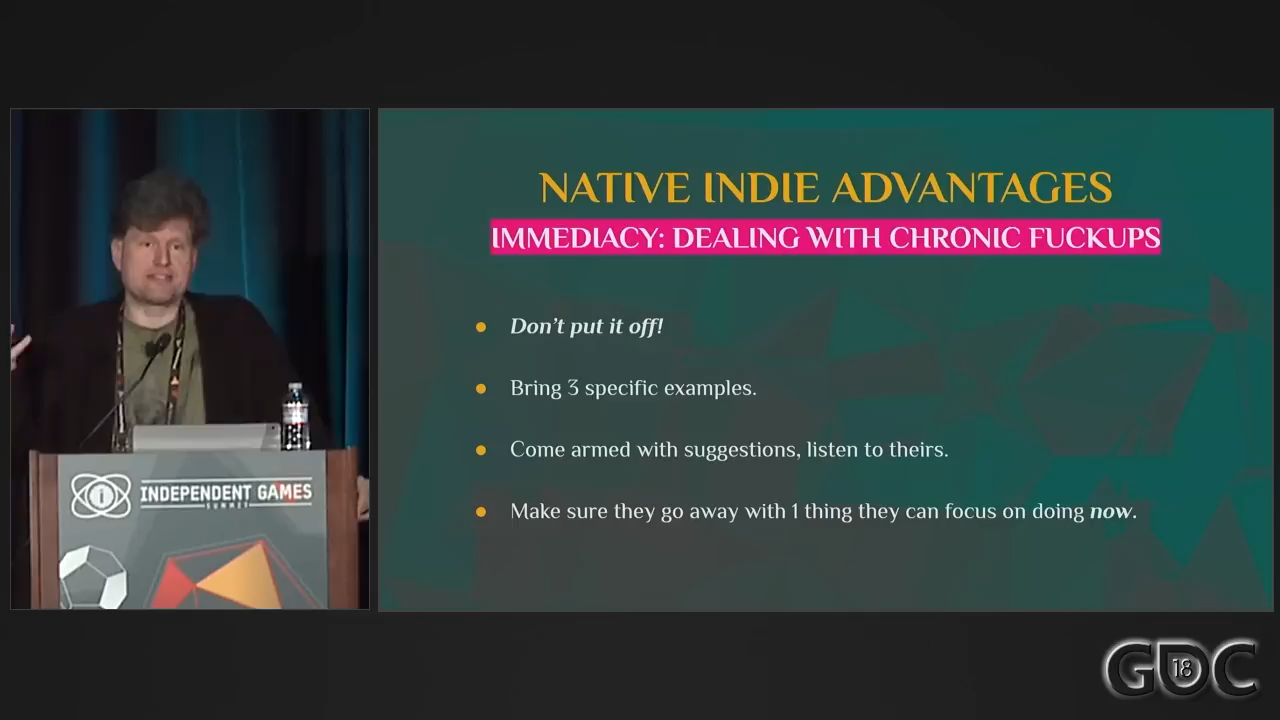 NATIVE INDIE ADVANTAGES
IMMEDIACY: DEALING WITH CHRONIC FUCKUPS
Don't put it off!
Bring 3 specific examples.
Come armed with suggestions, listen to theirs.
Make sure they go away with 1 thing they can focus on doing now.
i
INDEPENDENT GAMES
SUMMIT
GDC
18